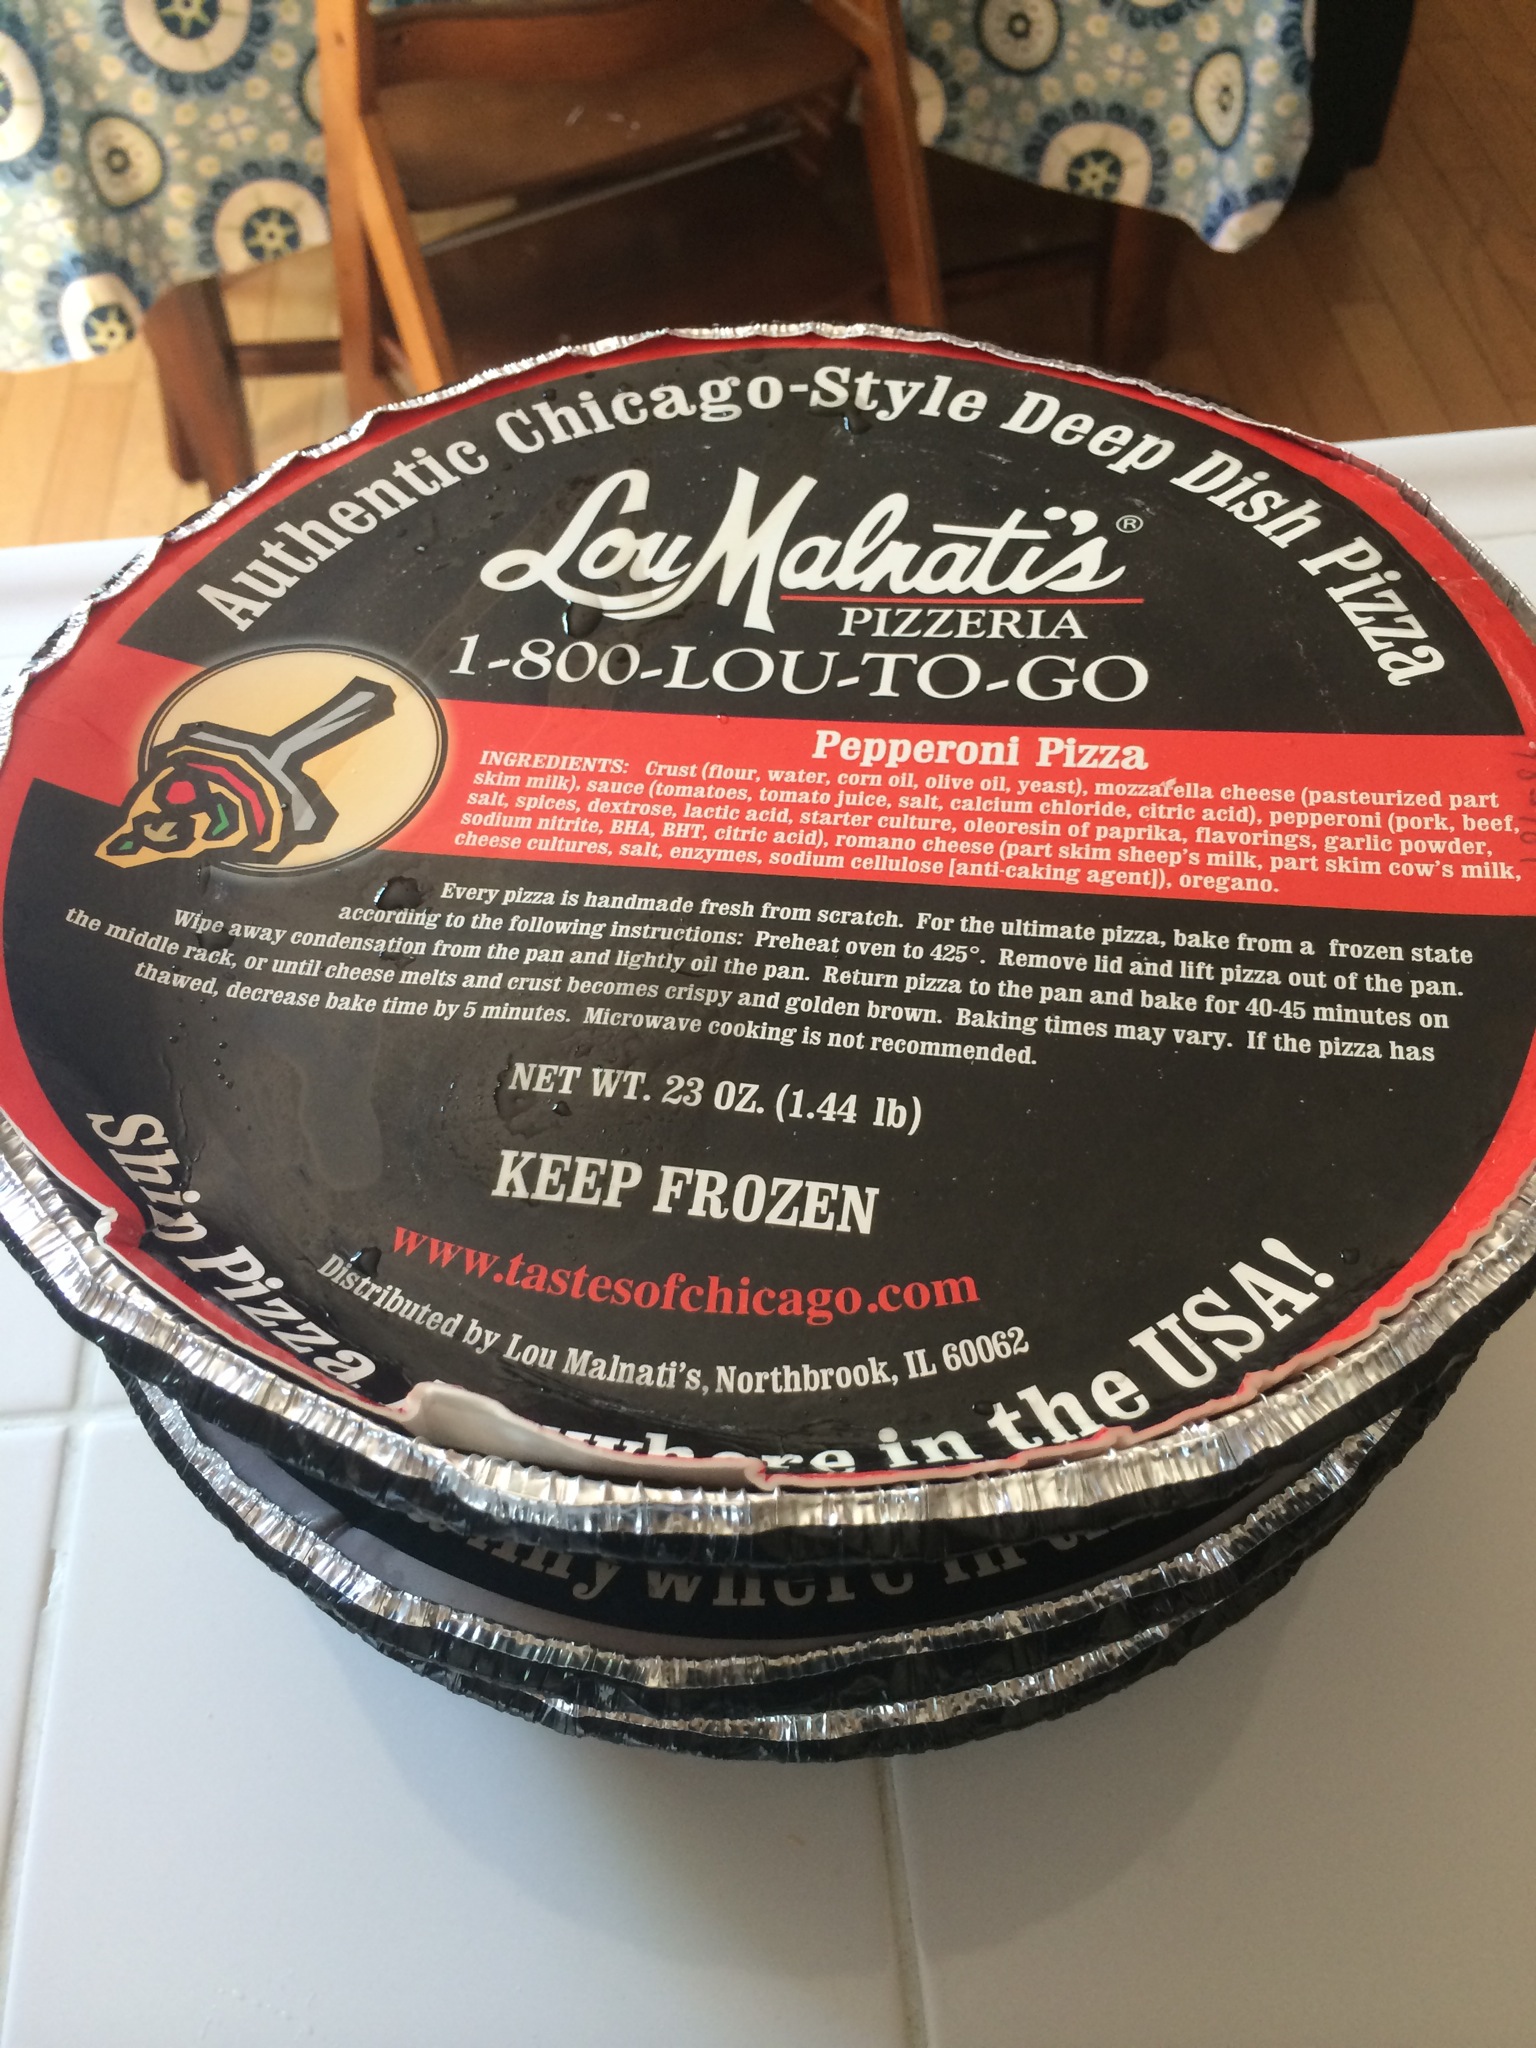 Authentic Chicago-Style Deep Dish Pizza
Lou Malnati's ®
PIZZERIA
1-800-LOU-TO-GO
Pepperoni Pizza
INGREDIENTS: Crust (flour, water, corn oil, olive oil, yeast), mozzarella cheese (pasteurized part
skim milk), sauce (tomatoes, tomato juice, salt, calcium chloride, citric acid), pepperoni (pork, beef,
salt, spices, dextrose, lactic acid, starter culture, oleoresin of paprika, flavorings, garlic powder,
sodium nitrite, BHA, BHT, citric acid), romano cheese (part skim sheep's milk, part skim cow's milk,
cheese cultures, salt, enzymes, sodium cellulose [anti-caking agent]), oregano.
Every pizza is handmade fresh from scratch. For the ultimate pizza, bake from a frozen state
according to the following instructions: Preheat oven to 425°. Remove lid and lift pizza out of the pan.
Wipe away condensation from the pan and lightly oil the pan. Return pizza to the pan and bake for 40-45 minutes on
the middle rack, or until cheese melts and crust becomes crispy and golden brown. Baking times may vary. If the pizza has
thawed, decrease bake time by 5 minutes. Microwave cooking is not recommended.
NET WT. 23 OZ. (1.44 lb)
KEEP FROZEN
www.tastesofchicago.com
Distributed by Lou Malnati's, Northbrook, IL 60062
Ship Pizza where in the USA!
Anywhere in